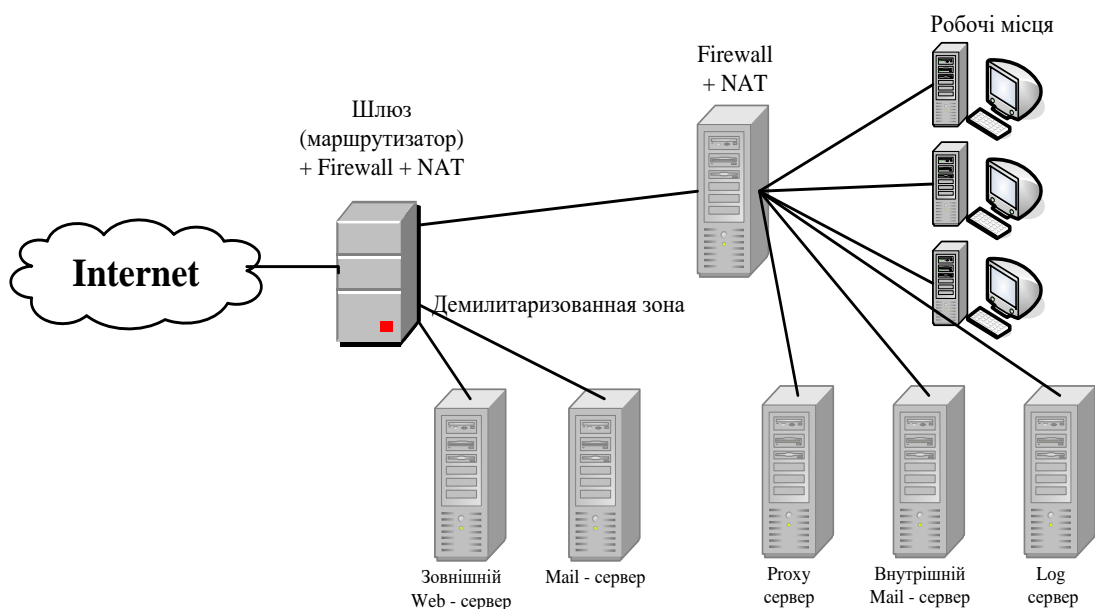 Робочі місця
Firewall
+ NAT
Шлюз
(маршрутизатор)
+ Firewall + NAT
Internet
Демилитаризованная зона
Зовнішній
Web - сервер
Mail - сервер
Proxy
сервер
Внутрішній
Mail - сервер
Log
сервер